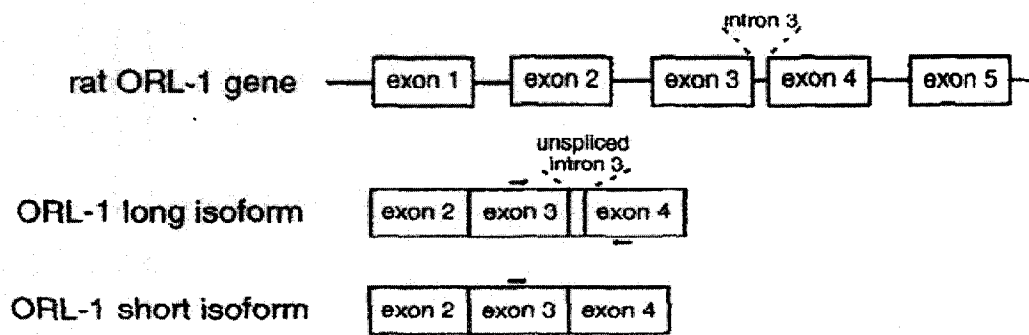 intron 3
rat ORL-1 gene exon 1 exon 2 exon 3 exon 4 exon 5
unspliced
intron 3
ORL-1 long isoform exon 2 exon 3 exon 4
ORL-1 short isoform exon 2 exon 3 exon 4